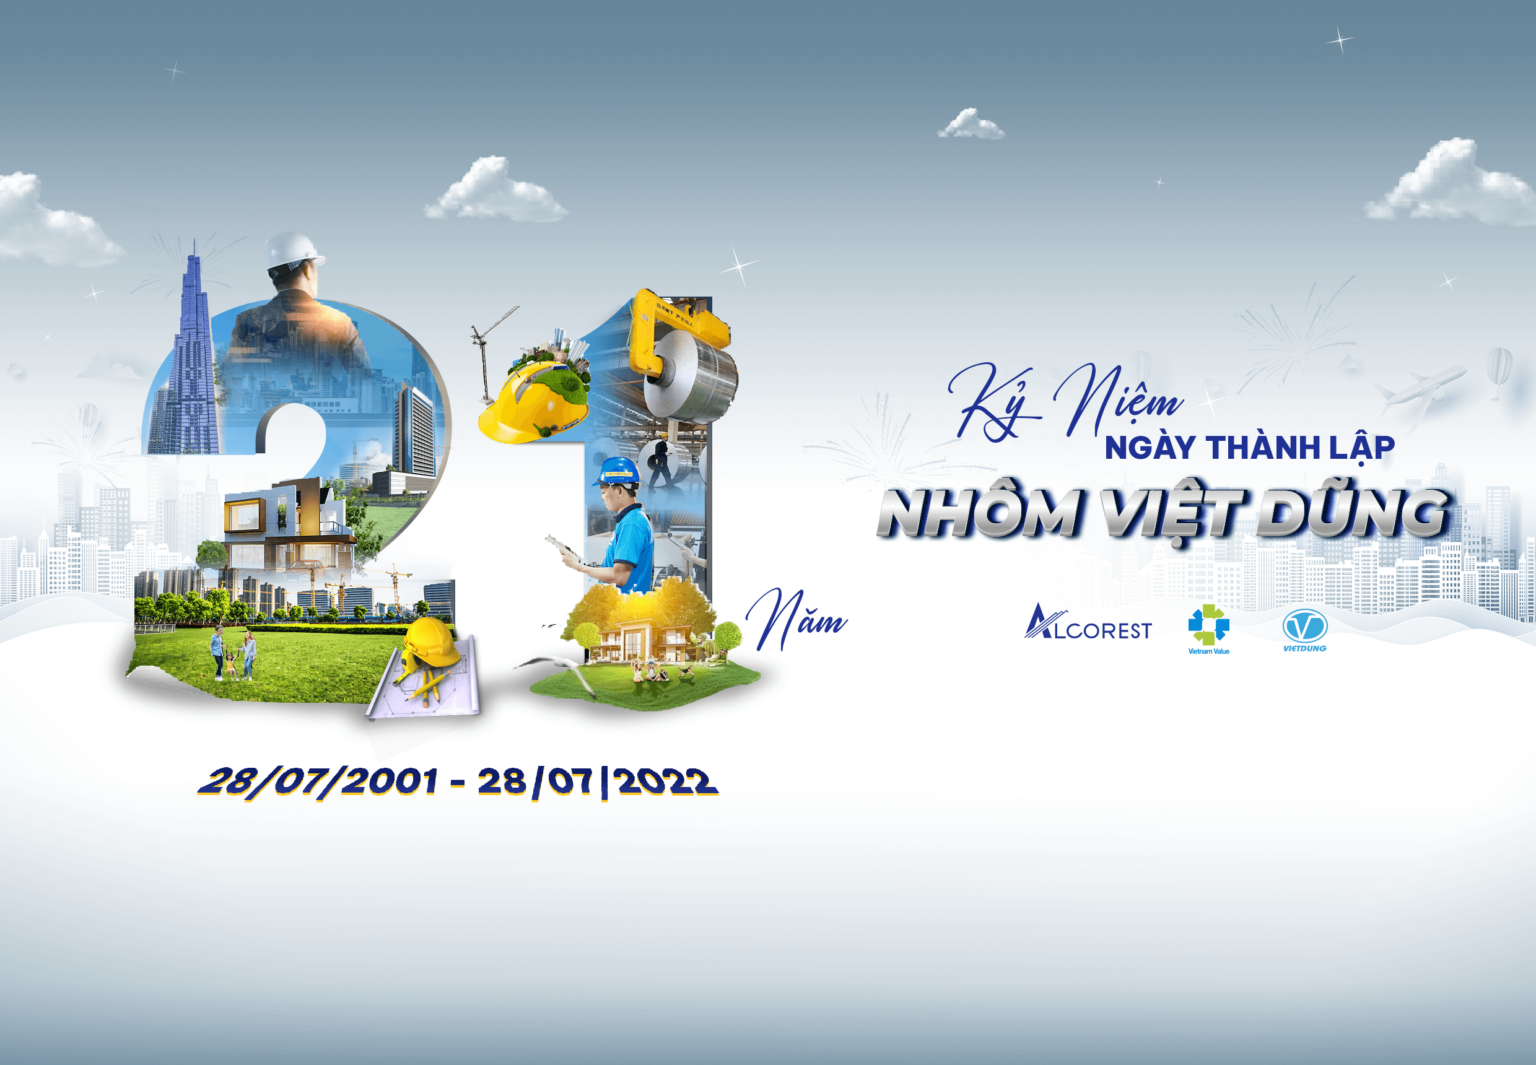 21
Năm
28/07/2001 - 28/07/2022
Kỷ Niệm
NGÀY THÀNH LẬP
NHÔM VIỆT DŨNG
ALCOREST
Vietnam Value
VIETDUNG